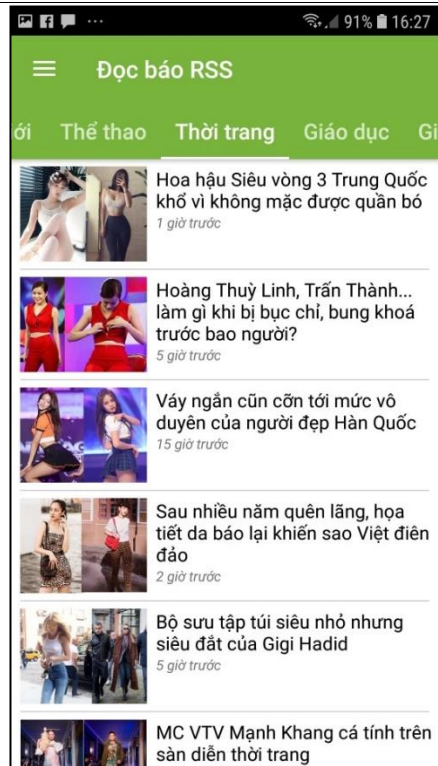 91% 16:27
Đọc báo RSS
ới Thể thao Thời trang Giáo dục Gi
Hoa hậu Siêu vòng 3 Trung Quốc
khổ vì không mặc được quần bó
1 giờ trước
Hoàng Thuỳ Linh, Trấn Thành...
làm gì khi bị bục chỉ, bung khoá
trước bao người?
5 giờ trước
Váy ngắn cũn cỡn tới mức vô
duyên của người đẹp Hàn Quốc
15 giờ trước
Sau nhiều năm quên lãng, họa
tiết da báo lại khiến sao Việt điên
đảo
2 giờ trước
Bộ sưu tập túi siêu nhỏ nhưng
siêu đắt của Gigi Hadid
5 giờ trước
MC VTV Mạnh Khang cá tính trên
sàn diễn thời trang